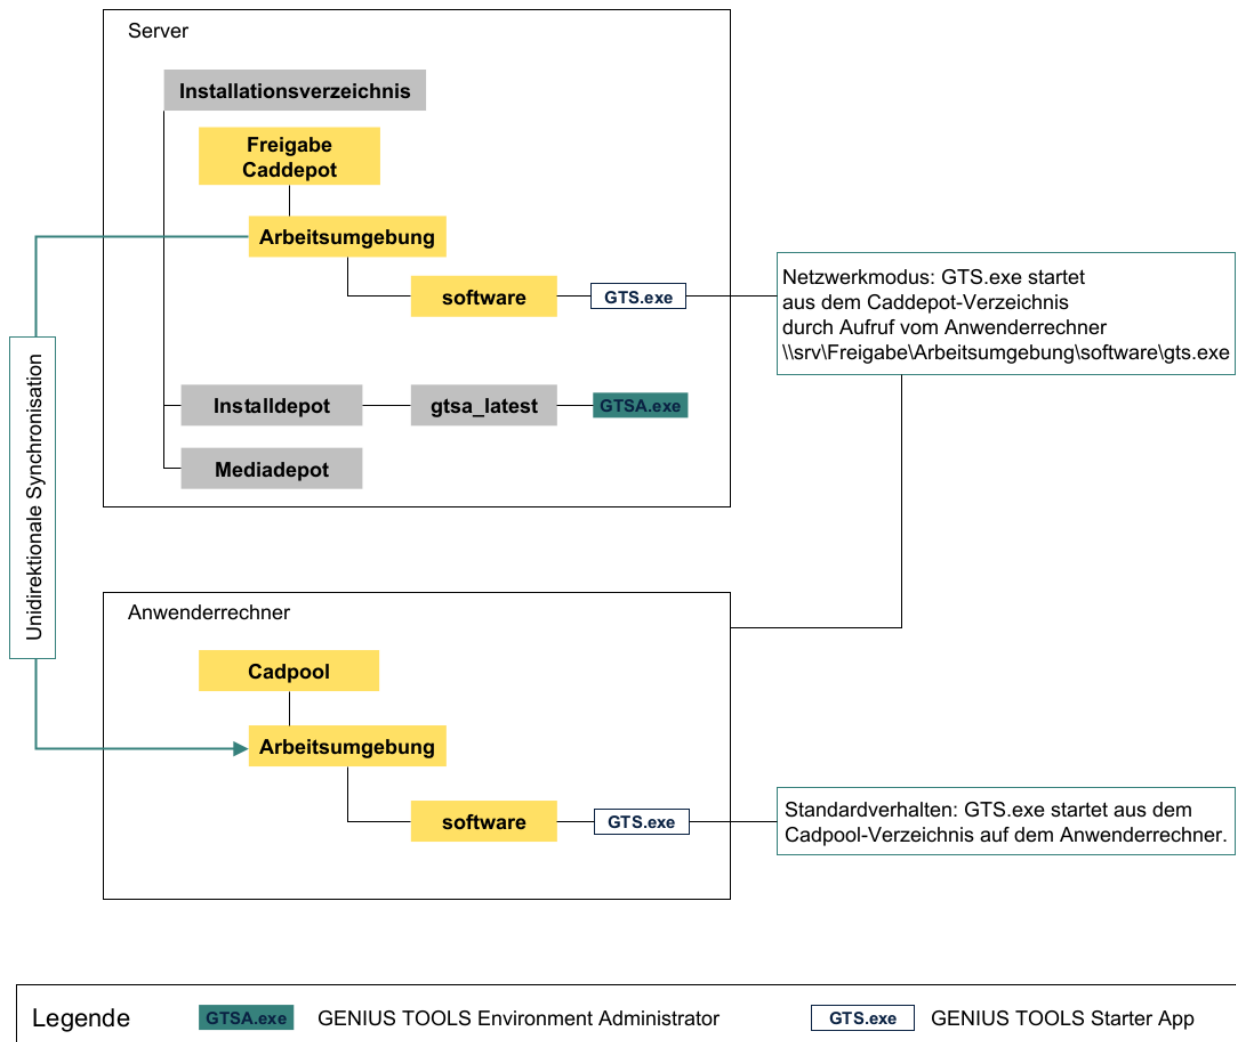 Server
Installationsverzeichnis
Freigabe
Caddepot
Arbeitsumgebung
software
GTS.exe
Netzwerkmodus: GTS.exe startet
aus dem Caddepot-Verzeichnis
durch Aufruf vom Anwenderrechner
\\srv\Freigabe\Arbeitsumgebung\software\gts.exe
Installdepot
gtsa_latest
GTSA.exe
Mediadepot
Unidirektionale Synchronisation
Anwenderrechner
Cadpool
Arbeitsumgebung
software
GTS.exe
Standardverhalten: GTS.exe startet aus dem
Cadpool-Verzeichnis auf dem Anwenderrechner.
Legende
GTSA.exe
GENIUS TOOLS Environment Administrator
GTS.exe
GENIUS TOOLS Starter App